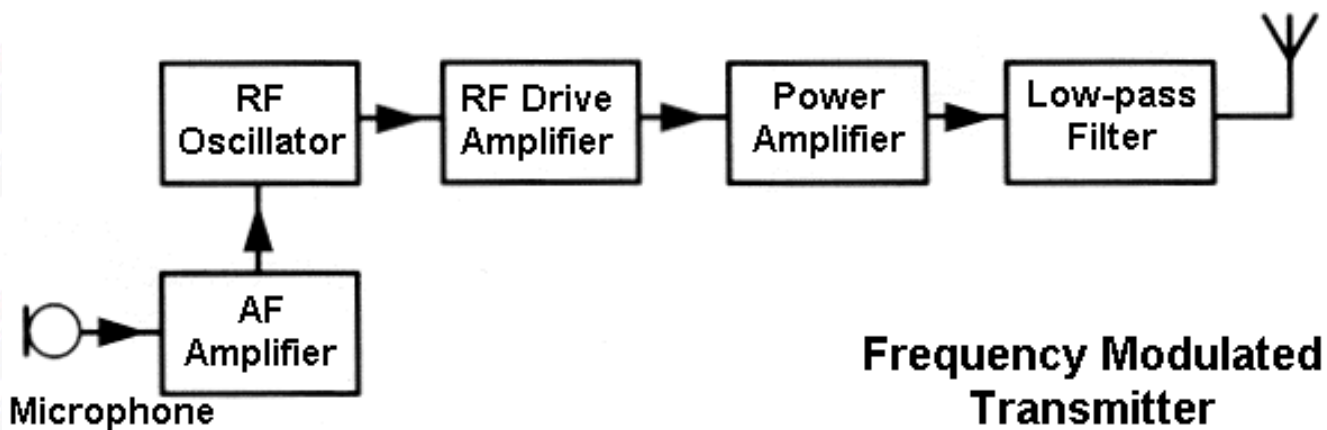 RF
Oscillator
RF Drive
Amplifier
Power
Amplifier
Low-pass
Filter
AF
Amplifier
Microphone
Frequency Modulated
Transmitter